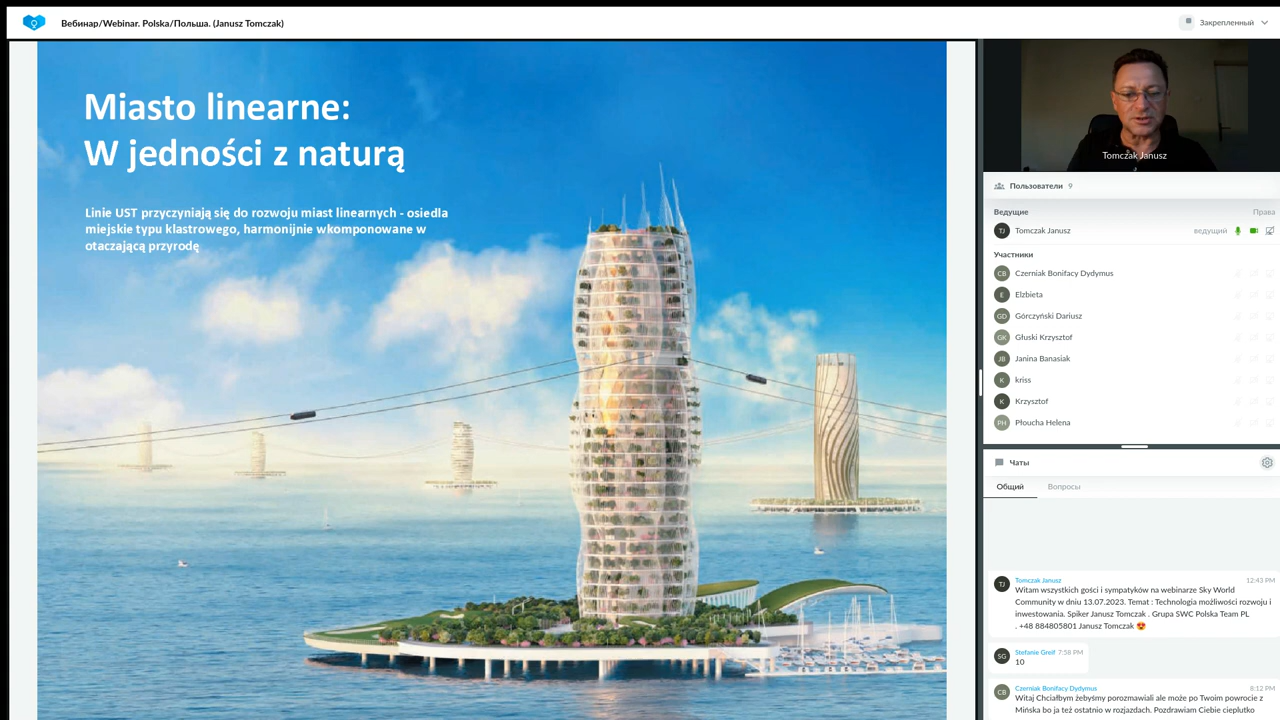 Вебинар/Webinar. Polska/Польша. (Janusz Tomczak)
Закрепленный
Miasto linearne:
W jedności z naturą
Linie UST przyczyniają się do rozwoju miast linearnych - osiedla
miejskie typu klastrowego, harmonijnie wkomponowane w
otaczającą przyrodę
Tomczak Janusz
Пользователи 9
Ведущие Права
TJ Tomczak Janusz ведущий
Участники
CB Czerniak Bonifacy Dydymus
E Elzbieta
GD Górczyński Dariusz
GK Głuski Krzysztof
JB Janina Banasiak
K kriss
K Krzysztof
PH Płoucha Helena
Чаты
Общий Вопросы
TJ Tomczak Janusz 12:43 PM
Witam wszystkich gości i sympatyków na webinarze Sky World
Community w dniu 13.07.2023. Temat : Technologia możliwości rozwoju i
inwestowania. Spiker Janusz Tomczak . Grupa SWC Polska Team PL
. +48 884805801 Janusz Tomczak 😍
SG Stefanie Greif 7:58 PM
10
CB Czerniak Bonifacy Dydymus 8:12 PM
Witaj Chciałbym żebyśmy porozmawiali ale może po Twoim powrocie z
Mińska bo ja też ostatnio w rozjazdach. Pozdrawiam Ciebie cieplutko